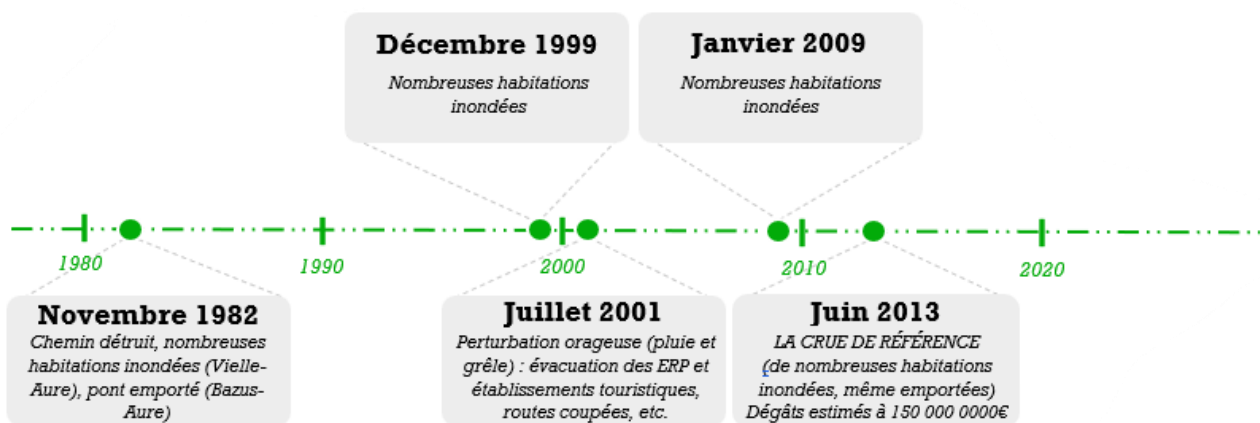 Décembre 1999
Nombreuses habitations
inondées
Janvier 2009
Nombreuses habitations
inondées
1980
1990
2000
2010
2020
Novembre 1982
Chemin détruit, nombreuses
habitations inondées (Vielle-
Aure), pont emporté (Bazus-
Aure)
Juillet 2001
Perturbation orageuse (pluie et
grêle) : évacuation des ERP et
établissements touristiques,
routes coupées, etc.
Juin 2013
LA CRUE DE RÉFÉRENCE
(de nombreuses habitations
inondées, même emportées)
Dégâts estimés à 150 000 0000€